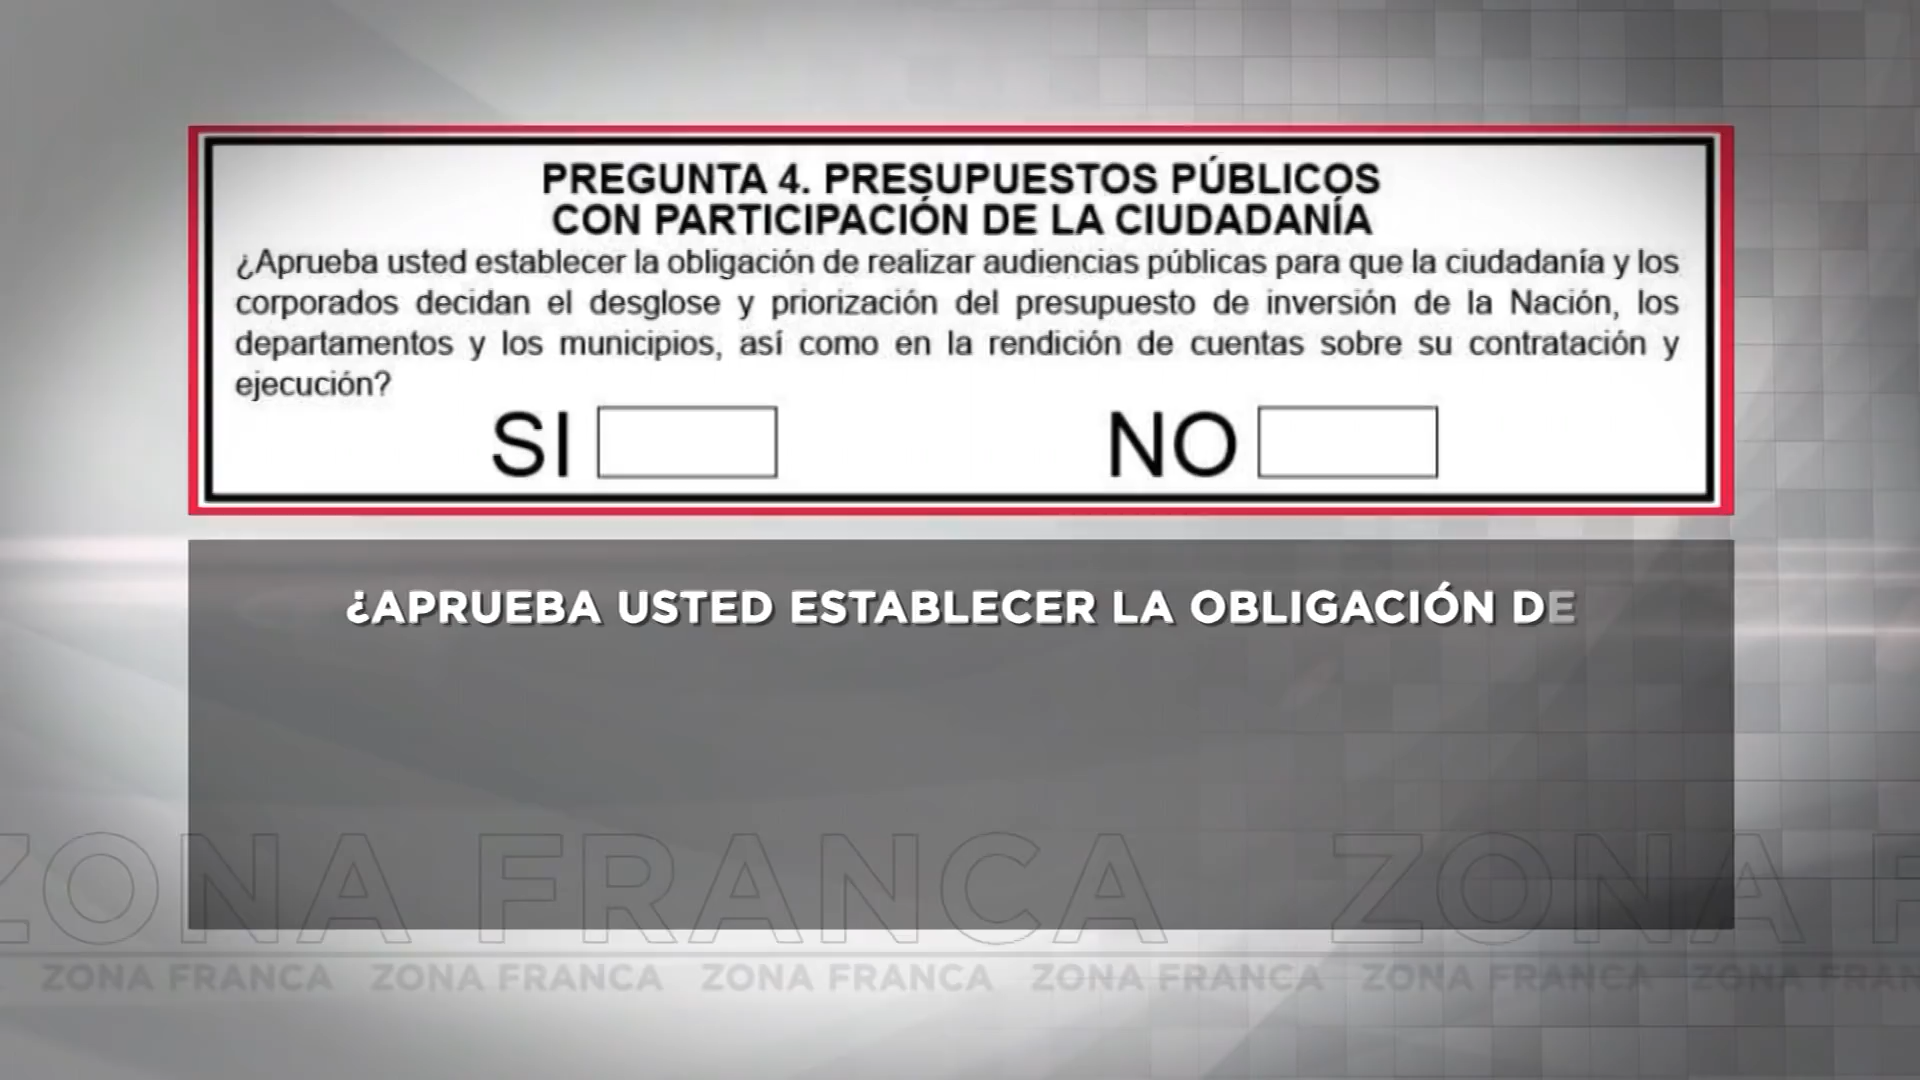 PREGUNTA 4. PRESUPUESTOS PÚBLICOS
CON PARTICIPACIÓN DE LA CIUDADANÍA
¿Aprueba usted establecer la obligación de realizar audiencias públicas para que la ciudadanía y los
corporados decidan el desglose y priorización del presupuesto de inversión de la Nación, los
departamentos y los municipios, así como en la rendición de cuentas sobre su contratación y
ejecución?
SI NO
¿APRUEBA USTED ESTABLECER LA OBLIGACIÓN DE
ZONA FRANCA ZONA F
ZONA FRANCA ZONA FRANCA ZONA FRANCA ZONA FRANCA ZONA FRANCA ZONA FRAN